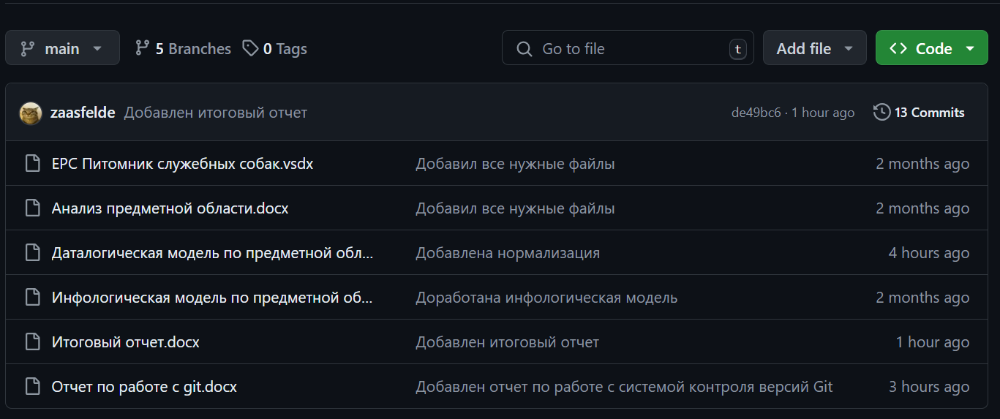 main 5 Branches 0 Tags Go to file t Add file Code
zaasfelde Добавлен итоговый отчет de49bc6 · 1 hour ago 13 Commits
EPC Питомник служебных собак.vsdx Добавил все нужные файлы 2 months ago
Анализ предметной области.docx Добавил все нужные файлы 2 months ago
Даталогическая модель по предметной обл... Добавлена нормализация 4 hours ago
Инфологическая модель по предметной об... Доработана инфологическая модель 2 months ago
Итоговый отчет.docx Добавлен итоговый отчет 1 hour ago
Отчет по работе с git.docx Добавлен отчет по работе с системой контроля версий Git 3 hours ago